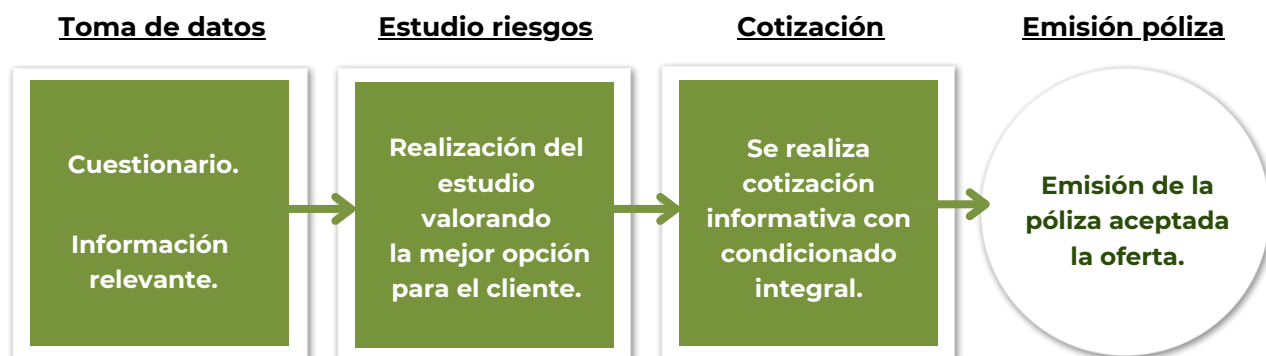 Toma de datos
Estudio riesgos
Cotización
Emisión póliza
Cuestionario.
Información
relevante.
Realización del
estudio
valorando
la mejor opción
para el cliente.
Se realiza
cotización
informativa con
condicionado
integral.
Emisión de la
póliza aceptada
la oferta.